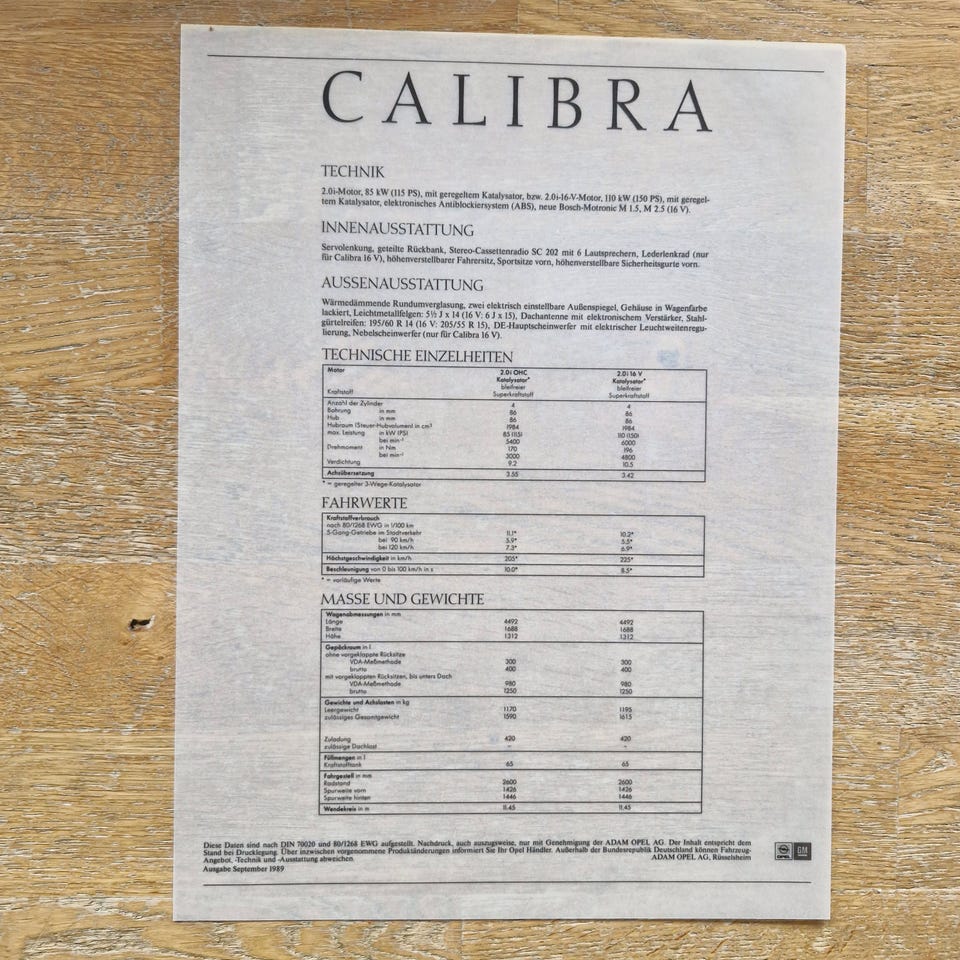 CALIBRA
TECHNIK
2.0i-Motor, 85 kW (115 PS), mit geregeltem Katalysator, bzw. 2.0i-16-V-Motor, 110 kW (150 PS), mit geregel-
tem Katalysator, elektronisches Antiblockiersystem (ABS), neue Bosch-Motronic M 1.5, M 2.5 (16 V).
INNENAUSSTATTUNG
Servolenkung, geteilte Rückbank, Stereo-Cassettenradio SC 202 mit 6 Lautsprechern, Lederlenkrad (nur
für Calibra 16 V), höhenverstellbarer Fahrersitz, Sportsitze vorn, höhenverstellbare Sicherheitsgurte vorn.
AUSSENAUSSTATTUNG
Wärmedämmende Rundumverglasung, zwei elektrisch einstellbare Außenspiegel, Gehäuse in Wagenfarbe
lackiert, Leichtmetallfelgen: 5½ J x 14 (16 V: 6 J x 15), Dachantenne mit elektronischem Verstärker, Stahl-
gürtelreifen: 195/60 R 14 (16 V: 205/55 R 15), DE-Hauptscheinwerfer mit elektrischer Leuchtweitenregu-
lierung, Nebelscheinwerfer (nur für Calibra 16 V).
TECHNISCHE EINZELHEITEN
Motor 2.0i OHC 2.0i 16 V
Katalysator* Katalysator*
bleifreier bleifreier
Kraftstoff Superkraftstoff Superkraftstoff
Anzahl der Zylinder 4 4
Bohrung in mm 86 86
Hub in mm 86 86
Hubraum (Steuer-Hubvolumen) in cm³ 1984 1984
max. Leistung in kW (PS) 85 (115) 110 (150)
bei min⁻¹ 5400 6000
Drehmoment in Nm 170 196
bei min⁻¹ 3000 4800
Verdichtung 9.2 10.5
Achsübersetzung 3.55 3.42
* = geregelter 3-Wege-Katalysator
FAHRWERTE
Kraftstoffverbrauch
nach 80/1268 EWG in l/100 km
5-Gang-Getriebe im Stadtverkehr 11.1* 10.2*
bei 90 km/h 5.9* 5.5*
bei 120 km/h 7.3* 6.9*
Höchstgeschwindigkeit in km/h 205* 225*
Beschleunigung von 0 bis 100 km/h in s 10.0* 8.5*
* = vorläufige Werte
MASSE UND GEWICHTE
Wagenabmessungen in mm
Länge 4492 4492
Breite 1688 1688
Höhe 1312 1312
Gepäckraum in l
ohne vorgeklappte Rücksitze
VDA-Meßmethode 300 300
brutto 400 400
mit vorgeklappten Rücksitzen, bis unters Dach
VDA-Meßmethode 980 980
brutto 1250 1250
Gewichte und Achslasten in kg
Leergewicht 1170 1195
zulässiges Gesamtgewicht 1590 1615
Zuladung 420 420
zulässige Dachlast – -
Füllmengen in l
Kraftstofftank 65 65
Fahrgestell in mm
Radstand 2600 2600
Spurweite vorn 1426 1426
Spurweite hinten 1446 1446
Wendekreis in m 11.45 11.45
Diese Daten sind nach DIN 70020 und 80/1268 EWG aufgestellt. Nachdruck, auch auszugsweise, nur mit Genehmigung der ADAM OPEL AG. Der Inhalt entspricht dem
Stand bei Drucklegung. Über inzwischen vorgenommene Produktänderungen informiert Sie Ihr Opel Händler. Außerhalb der Bundesrepublik Deutschland können Fahrzeug-
Angebot, -Technik und -Ausstattung abweichen. ADAM OPEL AG, Rüsselsheim
Ausgabe September 1989
OPEL GM